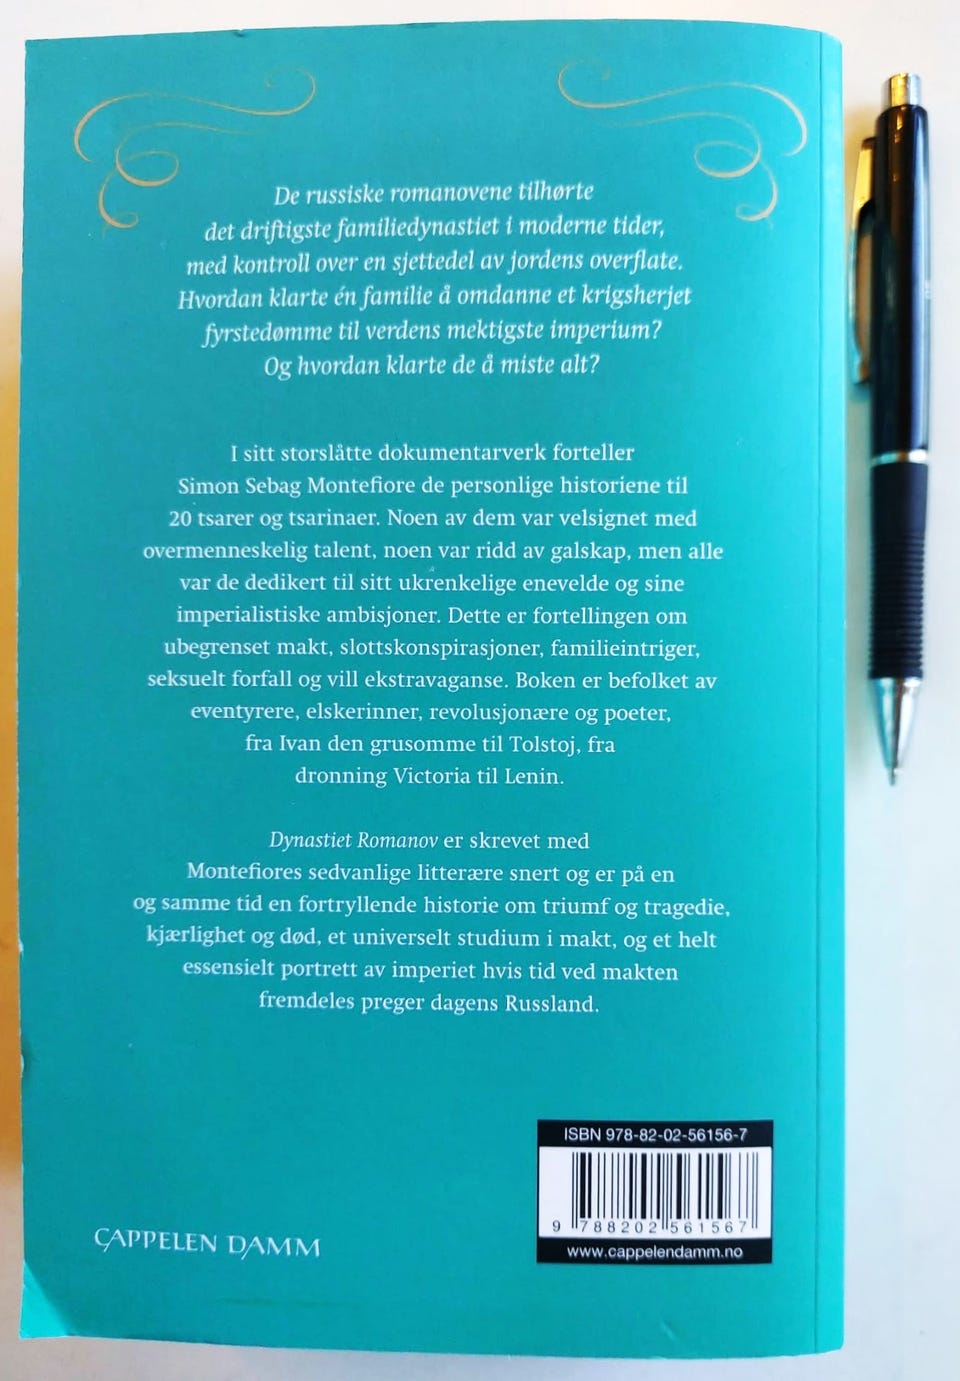 De russiske romanovene tilhørte
det driftigste familiedynastiet i moderne tider,
med kontroll over en sjettedel av jordens overflate.
Hvordan klarte én familie å omdanne et krigsherjet
fyrstedømme til verdens mektigste imperium?
Og hvordan klarte de å miste alt?
I sitt storslåtte dokumentarverk forteller
Simon Sebag Montefiore de personlige historiene til
20 tsarer og tsarinaer. Noen av dem var velsignet med
overmenneskelig talent, noen var ridd av galskap, men alle
var de dedikert til sitt ukrenkelige enevelde og sine
imperialistiske ambisjoner. Dette er fortellingen om
ubegrenset makt, slottskonspirasjoner, familieintriger,
seksuelt forfall og vill ekstravaganse. Boken er befolket av
eventyrere, elskerinner, revolusjonære og poeter,
fra Ivan den grusomme til Tolstoj, fra
dronning Victoria til Lenin.
Dynastiet Romanov er skrevet med
Montefiores sedvanlige litterære snert og er på en
og samme tid en fortryllende historie om triumf og tragedie,
kjærlighet og død, et universelt studium i makt, og et helt
essensielt portrett av imperiet hvis tid ved makten
fremdeles preger dagens Russland.
ISBN 978-82-02-56156-7
9 788202 561567
www.cappelendamm.no
CAPPELEN DAMM